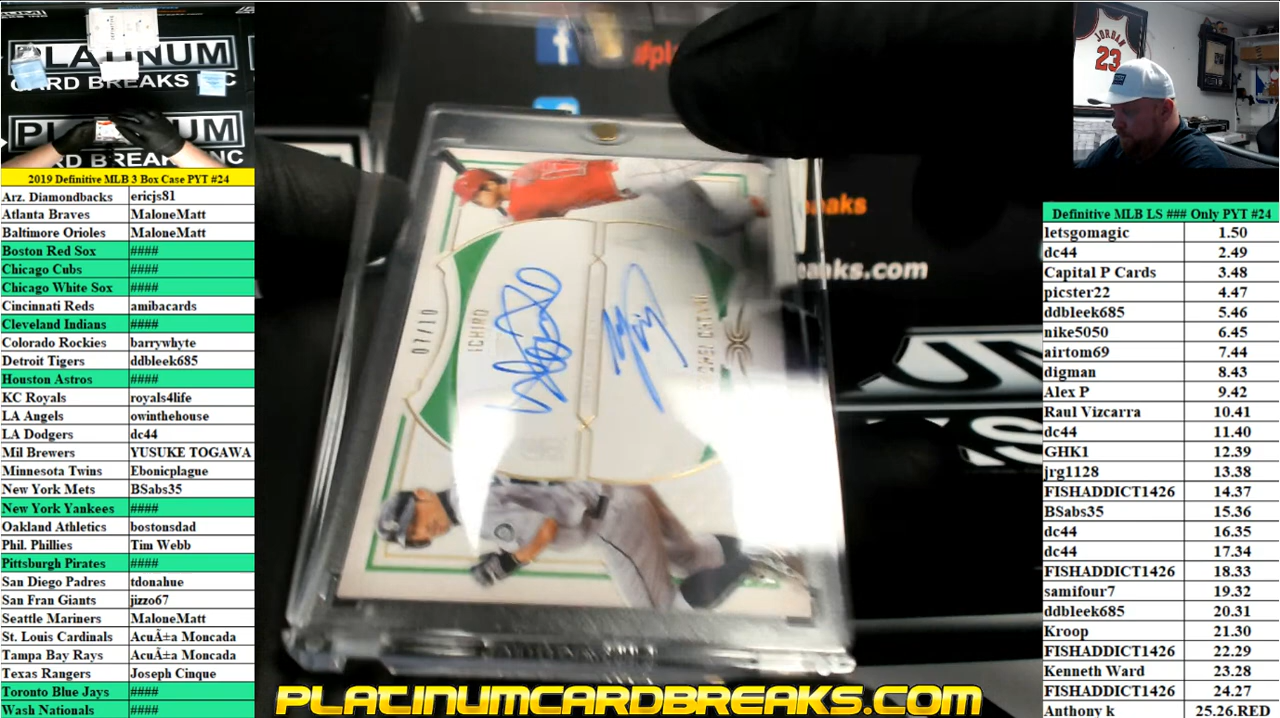 PLATINUM
CARD BREAKS INC
PL UM
RD BREAKS INC
2019 Definitive MLB 3 Box Case PYT #24
Arz. Diamondbacks ericjs81
Atlanta Braves MaloneMatt
Baltimore Orioles MaloneMatt
Boston Red Sox ####
Chicago Cubs ####
Chicago White Sox ####
Cincinnati Reds amibacards
Cleveland Indians ####
Colorado Rockies barrywhyte
Detroit Tigers ddbleek685
Houston Astros ####
KC Royals royals4life
LA Angels owinthehouse
LA Dodgers dc44
Mil Brewers YUSUKE TOGAWA
Minnesota Twins Ebonicplague
New York Mets BSabs35
New York Yankees ####
Oakland Athletics bostonsdad
Phil. Phillies Tim Webb
Pittsburgh Pirates ####
San Diego Padres tdonahue
San Fran Giants jizzo67
Seattle Mariners MaloneMatt
St. Louis Cardinals AcuÃ±a Moncada
Tampa Bay Rays AcuÃ±a Moncada
Texas Rangers Joseph Cinque
Toronto Blue Jays ####
Wash Nationals ####
#pla
eaks
breaks.com
07/10
ICHIRO
PLATINUMCARDBREAKS.COM
JORDAN
23
Definitive MLB LS ### Only PYT #24
letsgomagic 1.50
dc44 2.49
Capital P Cards 3.48
picster22 4.47
ddbleek685 5.46
nike5050 6.45
airtom69 7.44
digman 8.43
Alex P 9.42
Raul Vizcarra 10.41
dc44 11.40
GHK1 12.39
jrg1128 13.38
FISHADDICT1426 14.37
BSabs35 15.36
dc44 16.35
dc44 17.34
FISHADDICT1426 18.33
samifour7 19.32
ddbleek685 20.31
Kroop 21.30
FISHADDICT1426 22.29
Kenneth Ward 23.28
FISHADDICT1426 24.27
Anthony k 25.26.RED